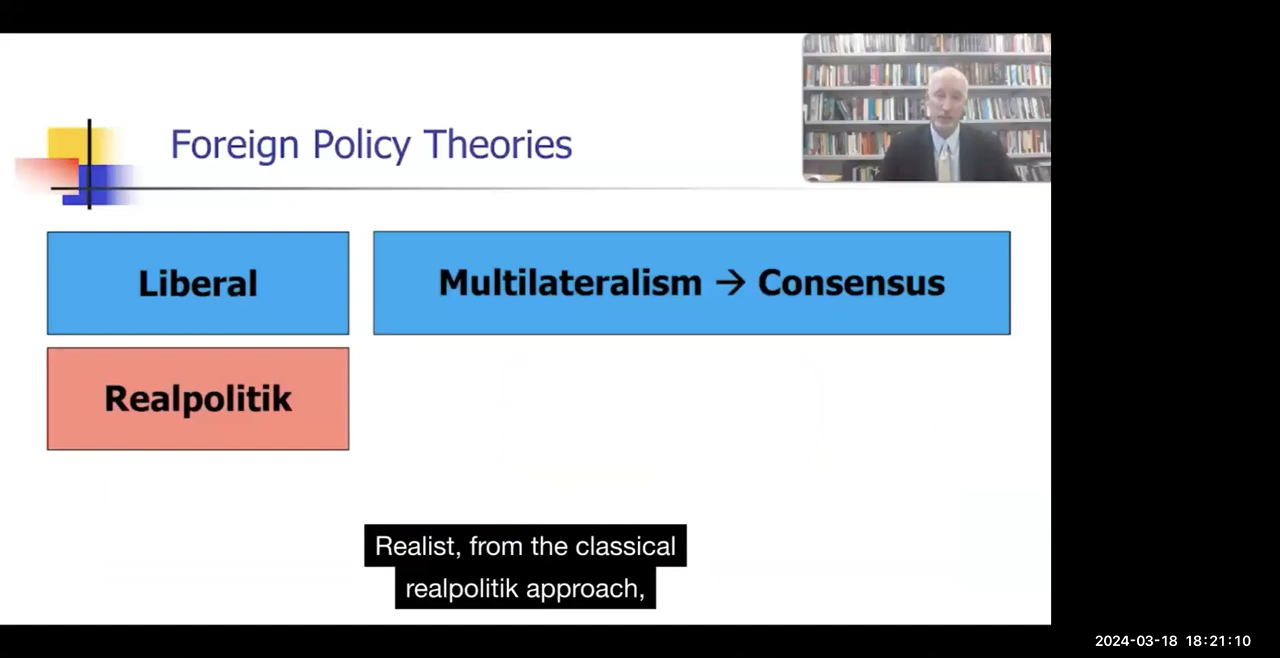 Foreign Policy Theories
Liberal
Multilateralism → Consensus
Realpolitik
Realist, from the classical
realpolitik approach,
2024-03-18 18:21:10